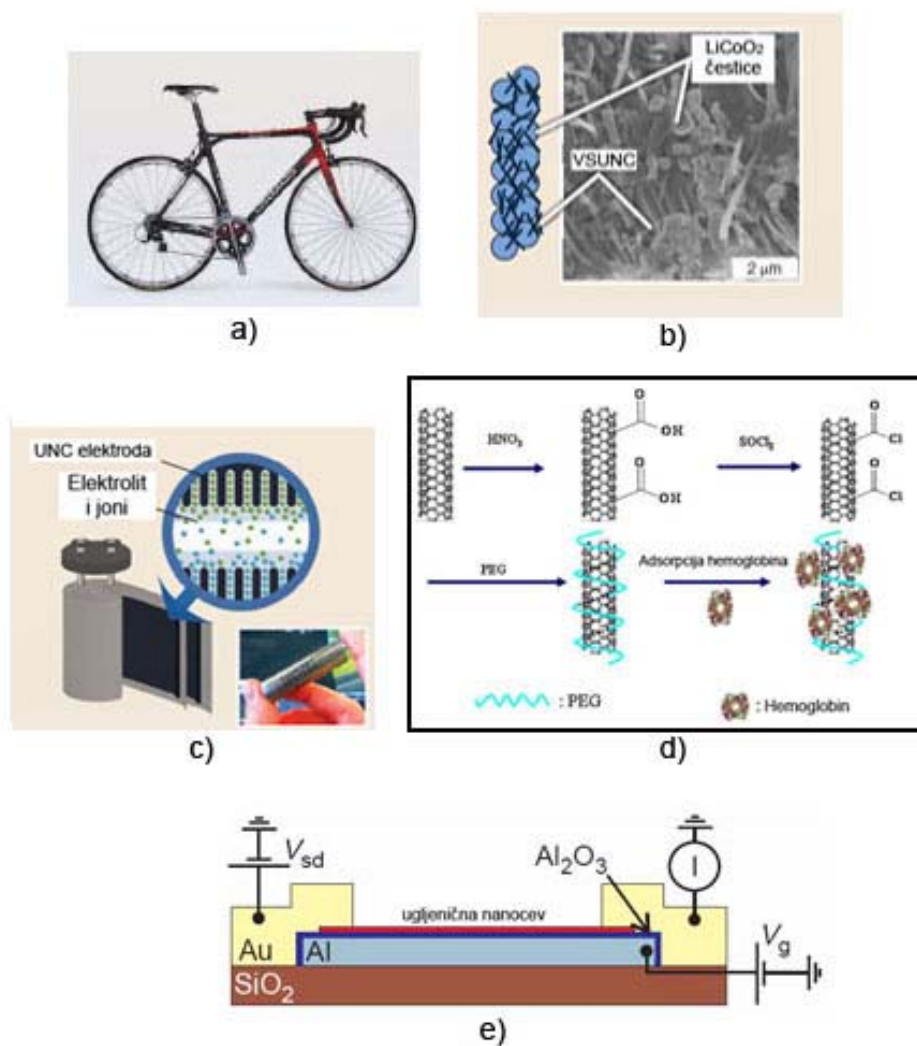 a)
LiCoO₂
čestice
VSUNC
2 µm
b)
UNC elektroda
Elektrolit
i joni
c)
O
OH
O
OH
HNO₃
SOCl₂
O
Cl
O
Cl
PEG
Adsorpcija hemoglobina
: PEG
: Hemoglobin
d)
Vsd
Al₂O₃
I
ugljenična nanocev
Au
Al
Vg
SiO₂
e)